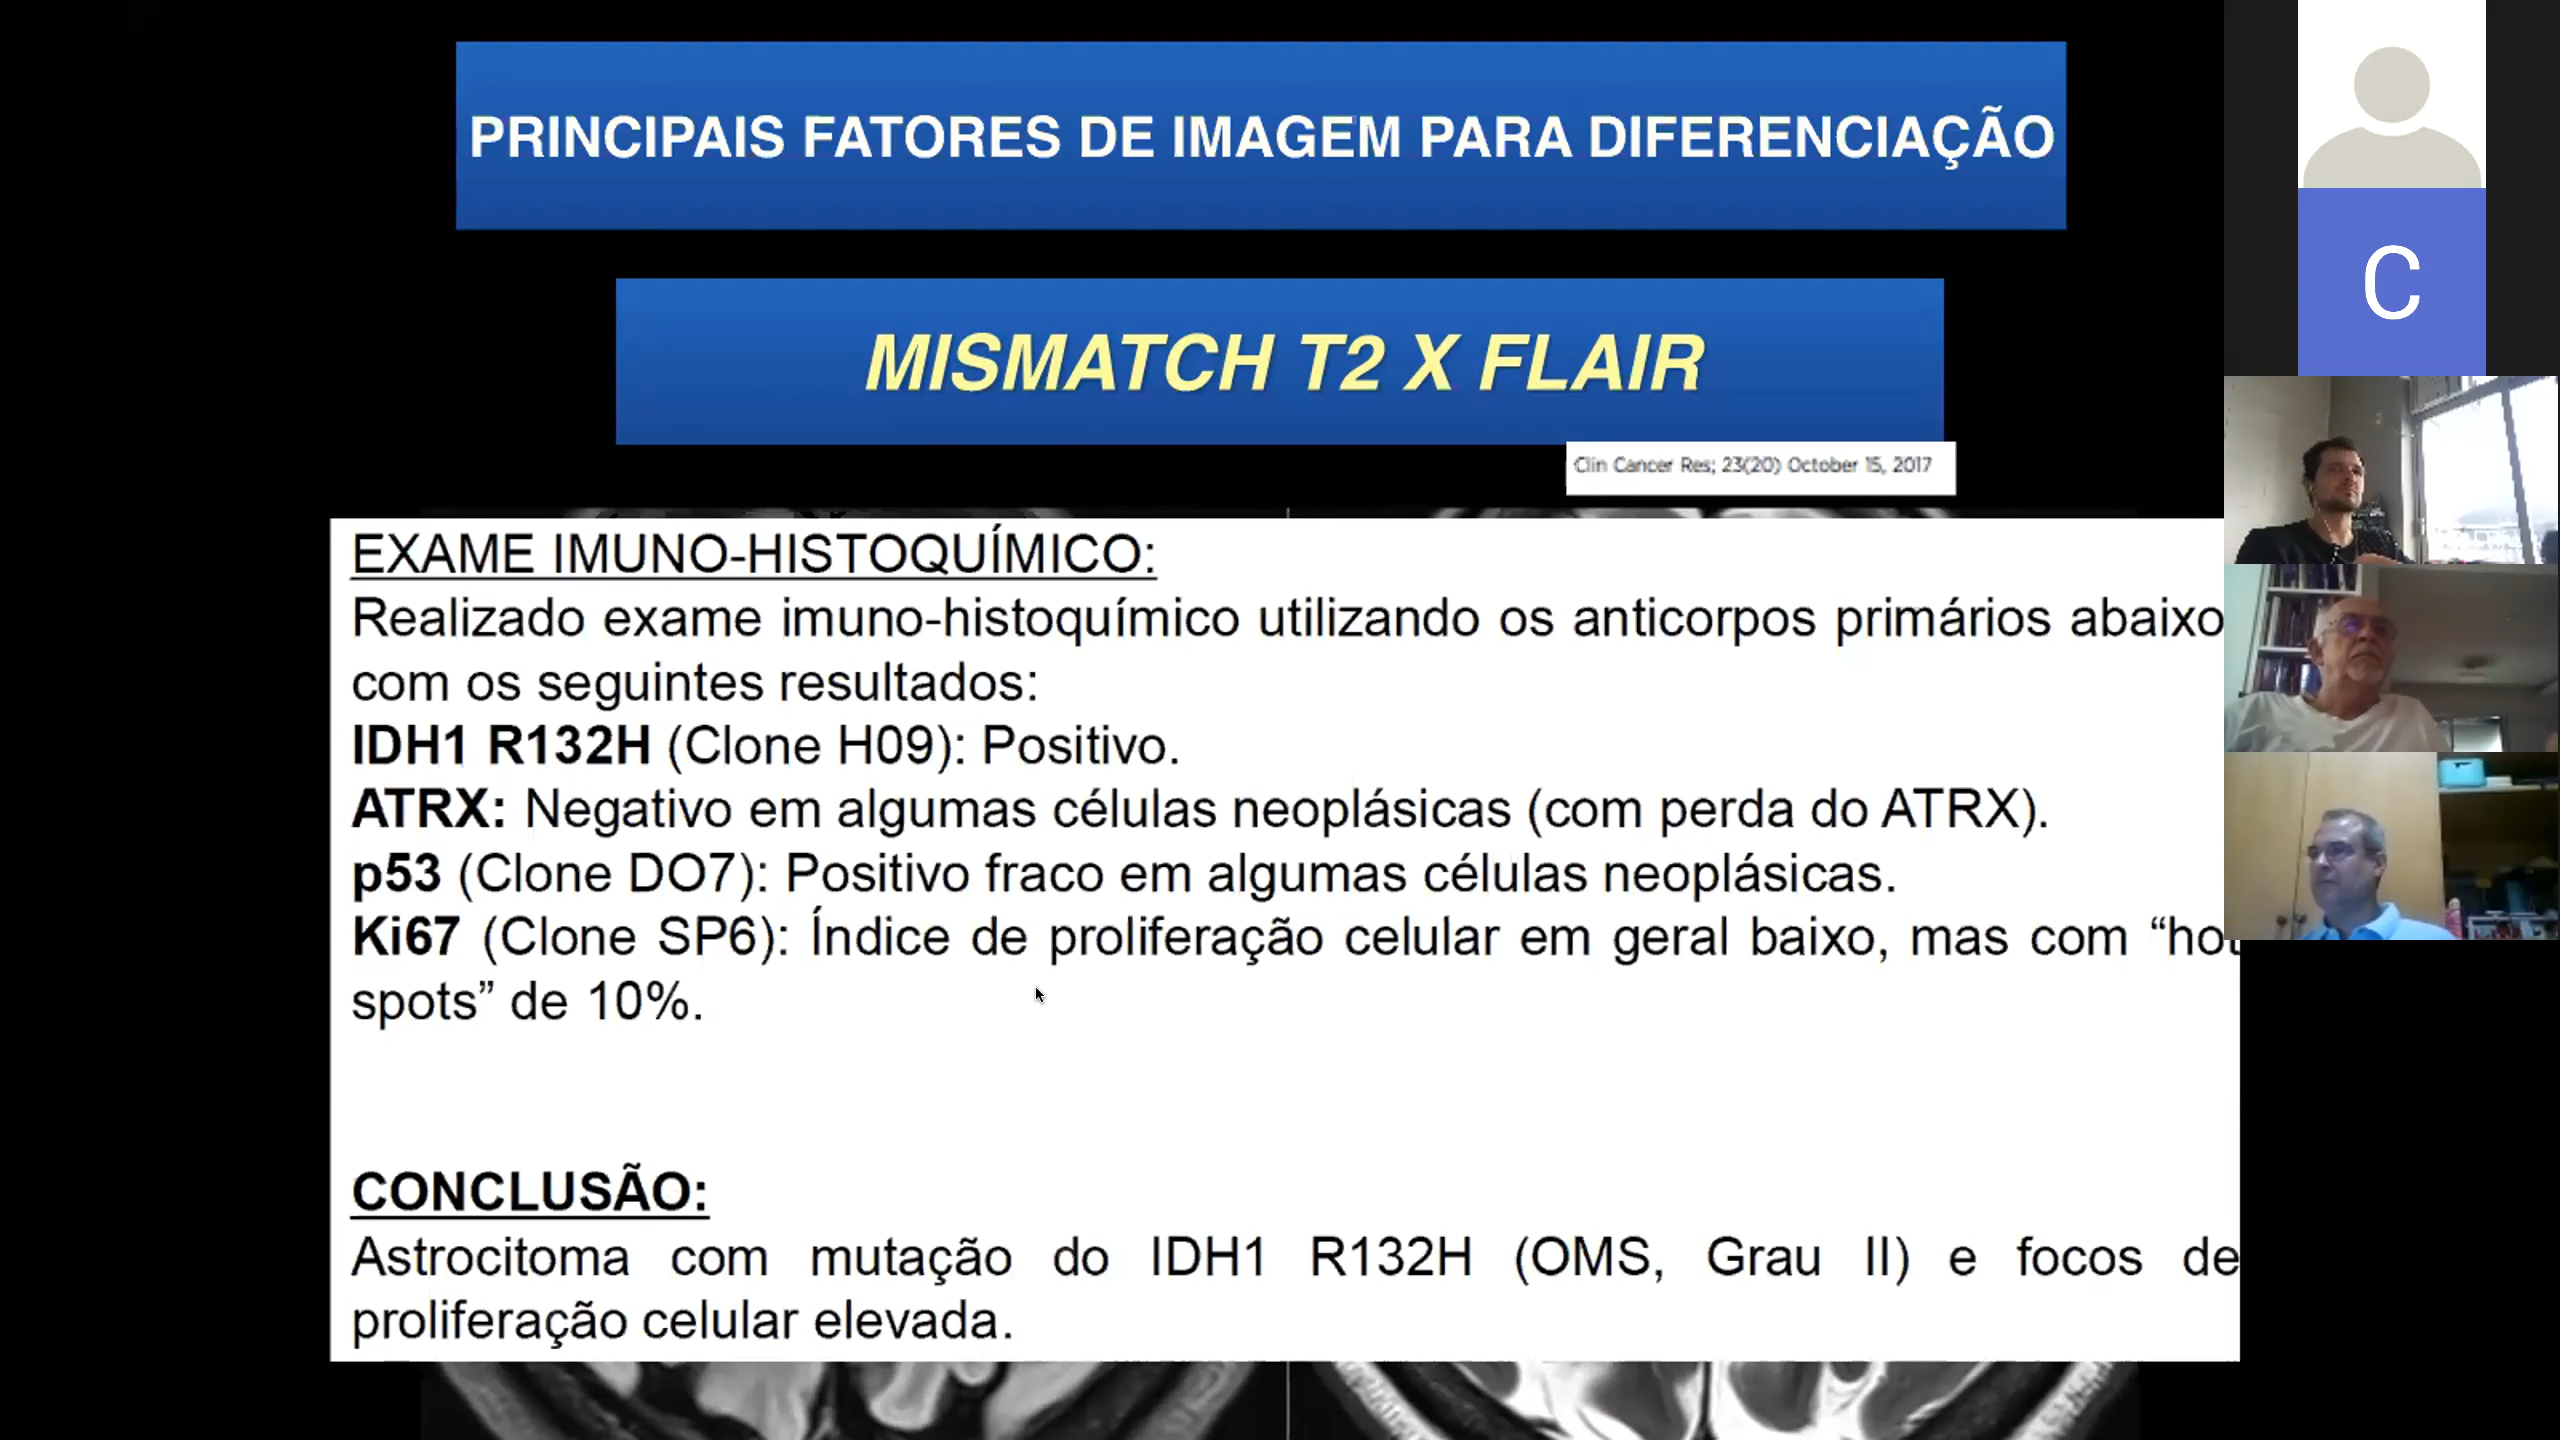 PRINCIPAIS FATORES DE IMAGEM PARA DIFERENCIAÇÃO
MISMATCH T2 X FLAIR
Clin Cancer Res; 23(20) October 15, 2017
C
EXAME IMUNO-HISTOQUÍMICO:
Realizado exame imuno-histoquímico utilizando os anticorpos primários abaixo
com os seguintes resultados:
IDH1 R132H (Clone H09): Positivo.
ATRX: Negativo em algumas células neoplásicas (com perda do ATRX).
p53 (Clone DO7): Positivo fraco em algumas células neoplásicas.
Ki67 (Clone SP6): Índice de proliferação celular em geral baixo, mas com “hot
spots” de 10%.
CONCLUSÃO:
Astrocitoma com mutação do IDH1 R132H (OMS, Grau II) e focos de
proliferação celular elevada.